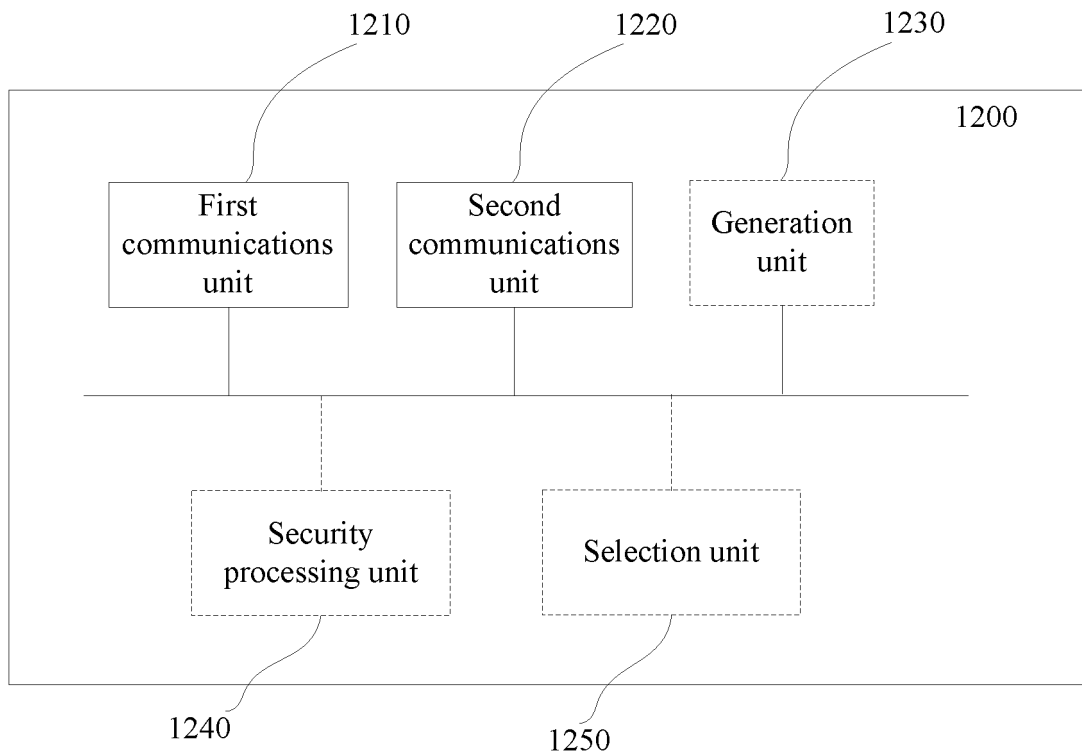 1210
1220
1230
1200
First
communications
unit
Second
communications
unit
Generation
unit
Security
processing unit
Selection unit
1240
1250